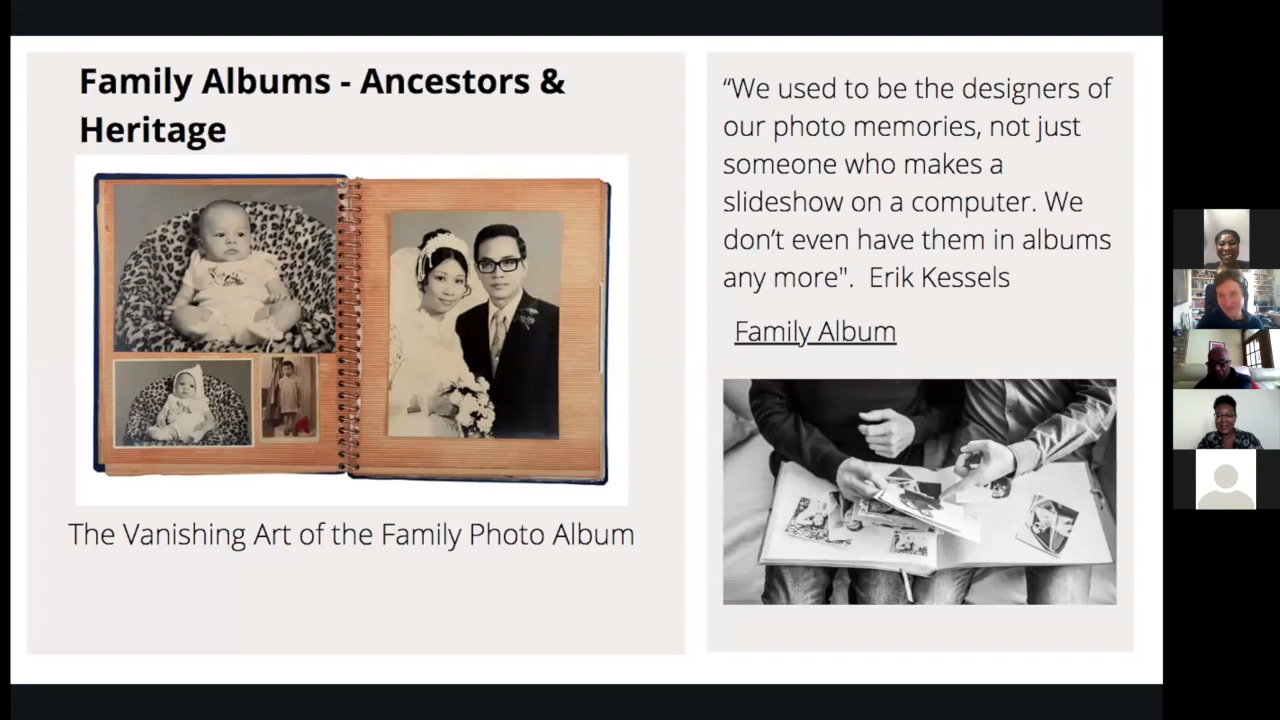 Family Albums - Ancestors &
Heritage
The Vanishing Art of the Family Photo Album
“We used to be the designers of
our photo memories, not just
someone who makes a
slideshow on a computer. We
don’t even have them in albums
any more".  Erik Kessels
Family Album